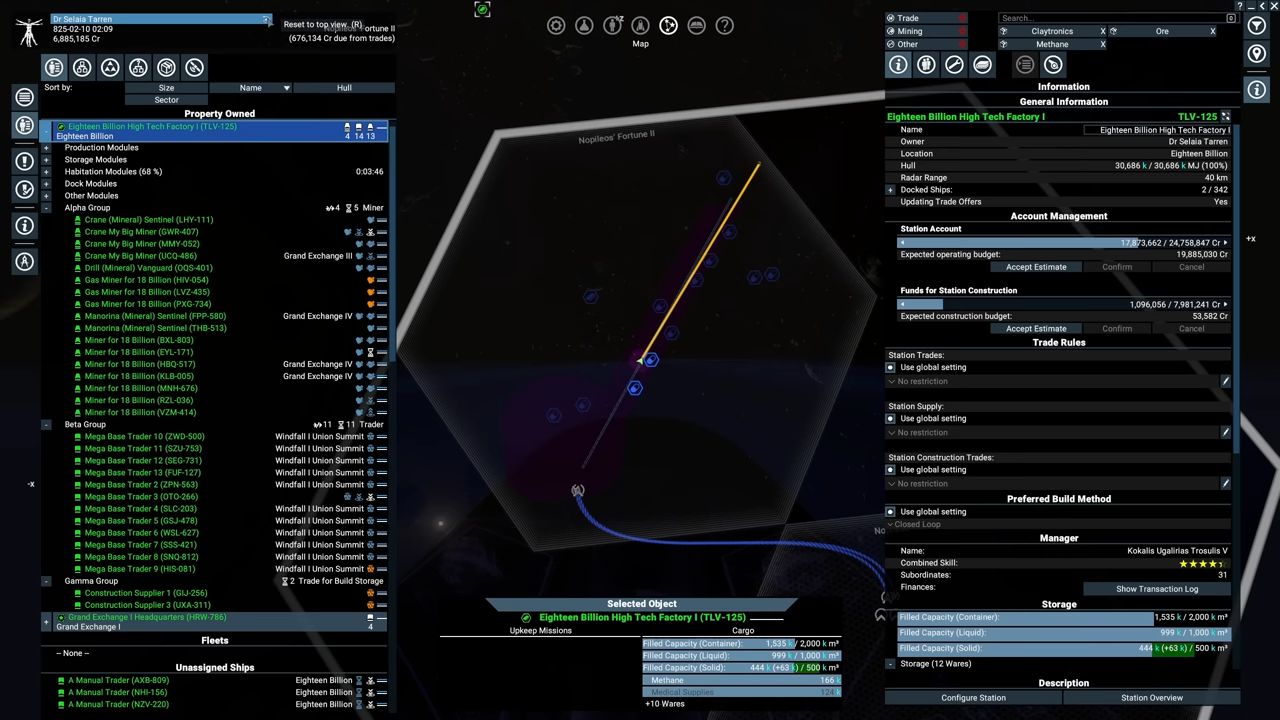 Dr Selaia Tarren
825-02-10 02:09
6,885,185 Cr
Reset to top view. (R)
Nopileos' Fortune II
(676,134 Cr due from trades)
Map
Sort by:
Size
Name
Hull
Sector
Property Owned
Eighteen Billion High Tech Factory I (TLV-125)
Eighteen Billion
4 14 13
Production Modules
Storage Modules
Habitation Modules (68 %)
0:03:46
Dock Modules
Other Modules
Alpha Group
4 5 Miner
Crane (Mineral) Sentinel (LHY-111)
Crane My Big Miner (GWR-407)
Crane My Big Miner (MMY-052)
Crane My Big Miner (UCQ-486)
Grand Exchange III
Drill (Mineral) Vanguard (OQS-401)
Gas Miner for 18 Billion (HIV-054)
Gas Miner for 18 Billion (LVZ-435)
Gas Miner for 18 Billion (PXG-734)
Manorina (Mineral) Sentinel (FPP-580)
Grand Exchange IV
Manorina (Mineral) Sentinel (THB-513)
Miner for 18 Billion (BXL-803)
Miner for 18 Billion (EYL-171)
Miner for 18 Billion (HBQ-517)
Grand Exchange IV
Miner for 18 Billion (KLB-005)
Grand Exchange IV
Miner for 18 Billion (MNH-676)
Miner for 18 Billion (RZL-036)
Miner for 18 Billion (VZM-414)
Beta Group
11 11 Trader
Mega Base Trader 10 (ZWD-500)
Windfall I Union Summit
Mega Base Trader 11 (SZU-753)
Windfall I Union Summit
Mega Base Trader 12 (SEG-731)
Windfall I Union Summit
Mega Base Trader 13 (FUF-127)
Windfall I Union Summit
Mega Base Trader 2 (ZPN-563)
Windfall I Union Summit
Mega Base Trader 3 (OTO-266)
Mega Base Trader 4 (SLC-203)
Windfall I Union Summit
Mega Base Trader 5 (GSJ-478)
Windfall I Union Summit
Mega Base Trader 6 (WSL-627)
Windfall I Union Summit
Mega Base Trader 7 (SSS-421)
Windfall I Union Summit
Mega Base Trader 8 (SNQ-812)
Windfall I Union Summit
Mega Base Trader 9 (HIS-081)
Windfall I Union Summit
Gamma Group
2 Trade for Build Storage
Construction Supplier 1 (GIJ-256)
Construction Supplier 3 (UXA-311)
Grand Exchange I Headquarters (HRW-786)
Grand Exchange I
4
Fleets
-- None --
Unassigned Ships
A Manual Trader (AXB-809)
Eighteen Billion
A Manual Trader (NHI-156)
Eighteen Billion
A Manual Trader (NZV-220)
Eighteen Billion
-x
Nopileos' Fortune II
No
Selected Object
Eighteen Billion High Tech Factory I (TLV-125)
Upkeep Missions
Cargo
Filled Capacity (Container): 1,535 k / 2,000 k m³
Filled Capacity (Liquid): 999 k / 1,000 k m³
Filled Capacity (Solid): 444 k (+63 k) / 500 k m³
Methane 166 k
Medical Supplies 124 k
+10 Wares
Trade
Mining
Other
Search...
Claytronics X
Ore X
Methane X
Information
General Information
Eighteen Billion High Tech Factory I TLV-125
Name Eighteen Billion High Tech Factory I
Owner Dr Selaia Tarren
Location Eighteen Billion
Hull 30,686 k / 30,686 k MJ (100%)
Radar Range 40 km
Docked Ships: 2 / 342
Updating Trade Offers Yes
Account Management
Station Account
17,873,662 / 24,758,847 Cr
Expected operating budget: 19,885,030 Cr
Accept Estimate Confirm Cancel
Funds for Station Construction
1,096,056 / 7,981,241 Cr
Expected construction budget: 53,582 Cr
Accept Estimate Confirm Cancel
Trade Rules
Station Trades:
Use global setting
No restriction
Station Supply:
Use global setting
No restriction
Station Construction Trades:
Use global setting
No restriction
Preferred Build Method
Use global setting
Closed Loop
Manager
Name: Kokalis Ugalirias Trosulis V
Combined Skill:
Subordinates: 31
Finances: Show Transaction Log
Storage
Filled Capacity (Container): 1,535 k / 2,000 k m³
Filled Capacity (Liquid): 999 k / 1,000 k m³
Filled Capacity (Solid): 444 k (+63 k) / 500 k m³
Storage (12 Wares)
Description
Configure Station
Station Overview
+x